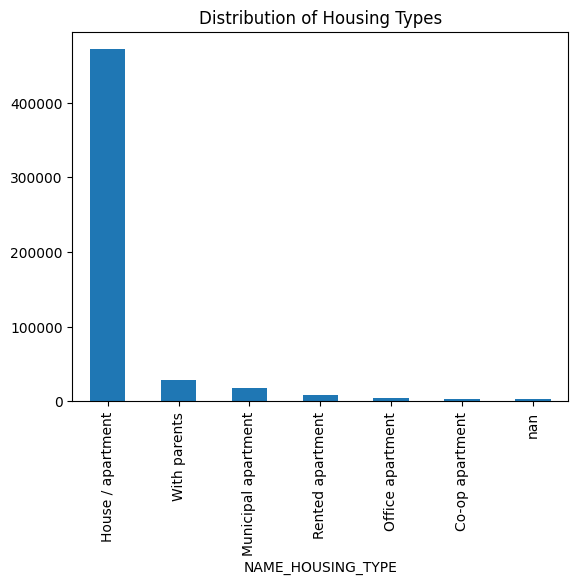 Distribution of Housing Types
400000
300000
200000
100000
0
House / apartment
With parents
Municipal apartment
Rented apartment
Office apartment
Co-op apartment
nan
NAME_HOUSING_TYPE